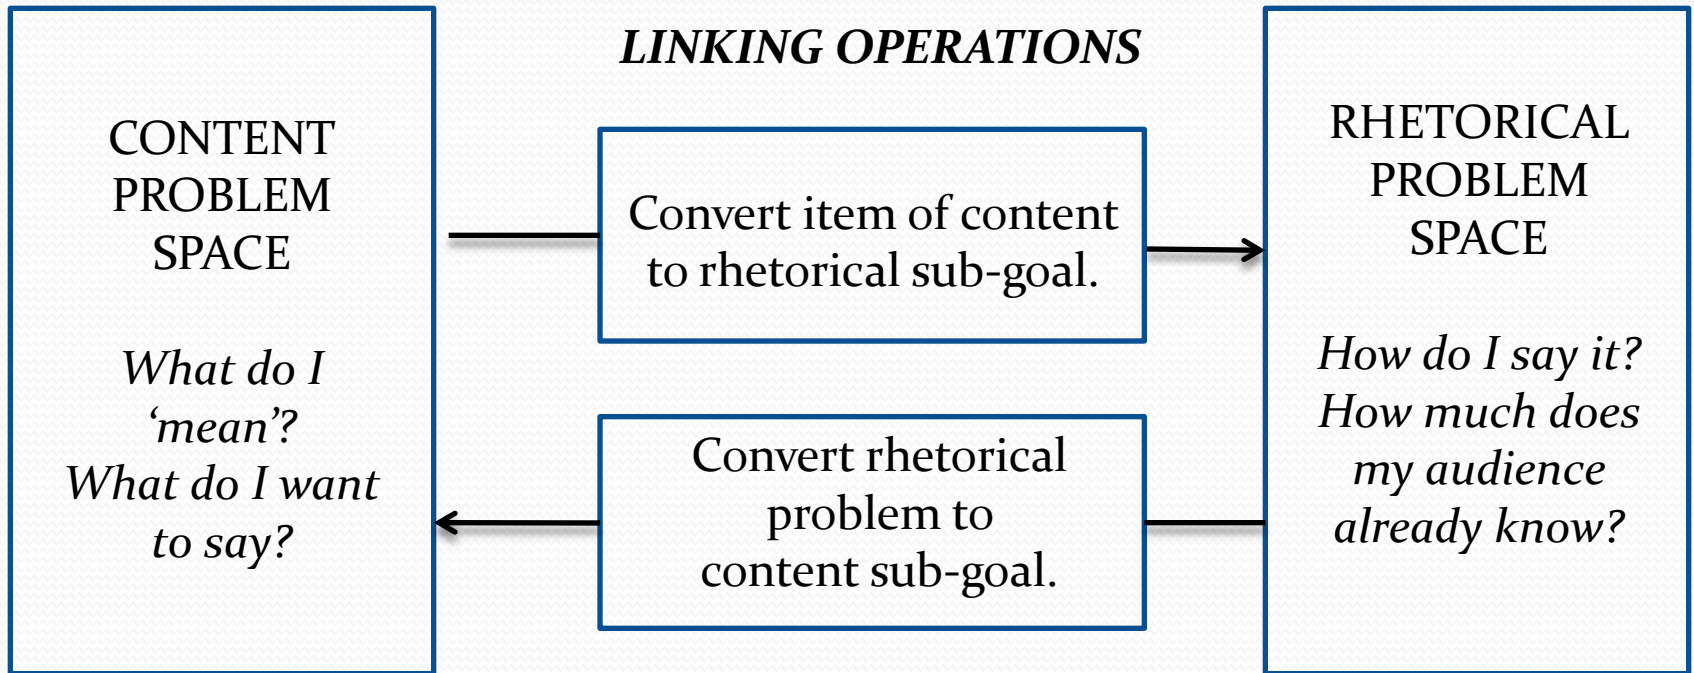 CONTENT
PROBLEM
SPACE
What do I
‘mean’?
What do I want
to say?
LINKING OPERATIONS
Convert item of content
to rhetorical sub-goal.
Convert rhetorical
problem to
content sub-goal.
RHETORICAL
PROBLEM
SPACE
How do I say it?
How much does
my audience
already know?